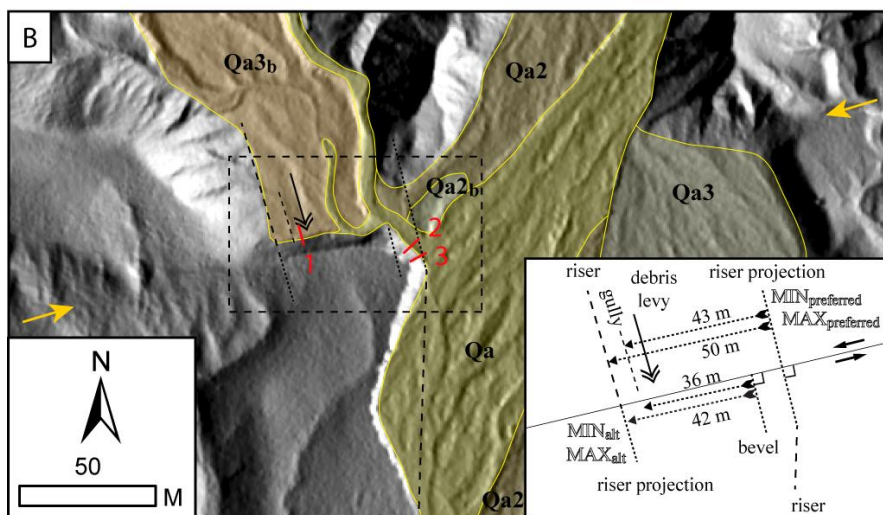 B
Qa3b
Qa2
Qa2b
Qa3
1
2
3
Qa
Qa2
N
50
M
riser
gully
debris
levy
riser projection
MINpreferred
MAXpreferred
43 m
50 m
36 m
42 m
MINalt
MAXalt
bevel
riser projection
riser